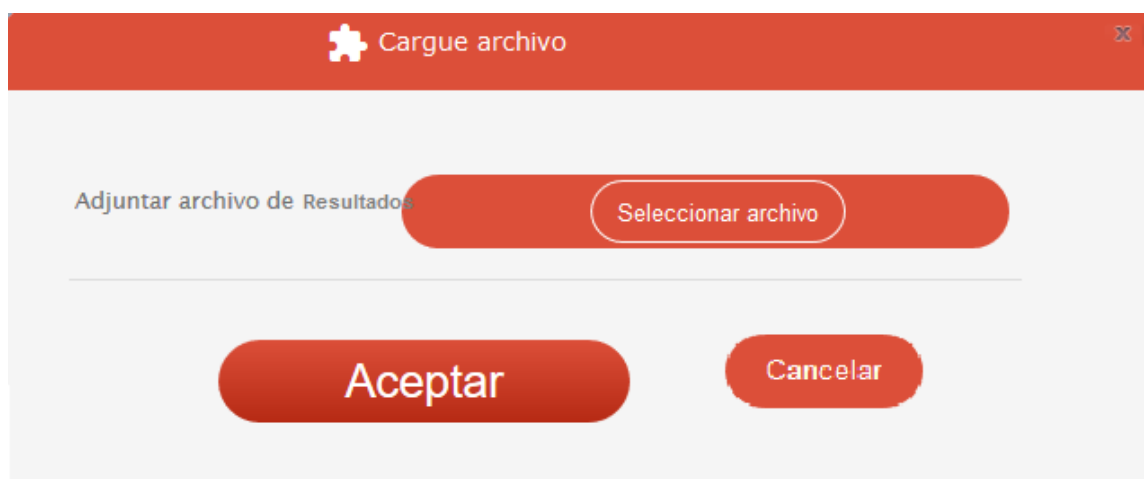 Cargue archivo
Adjuntar archivo de Resultados
Seleccionar archivo
Aceptar
Cancelar